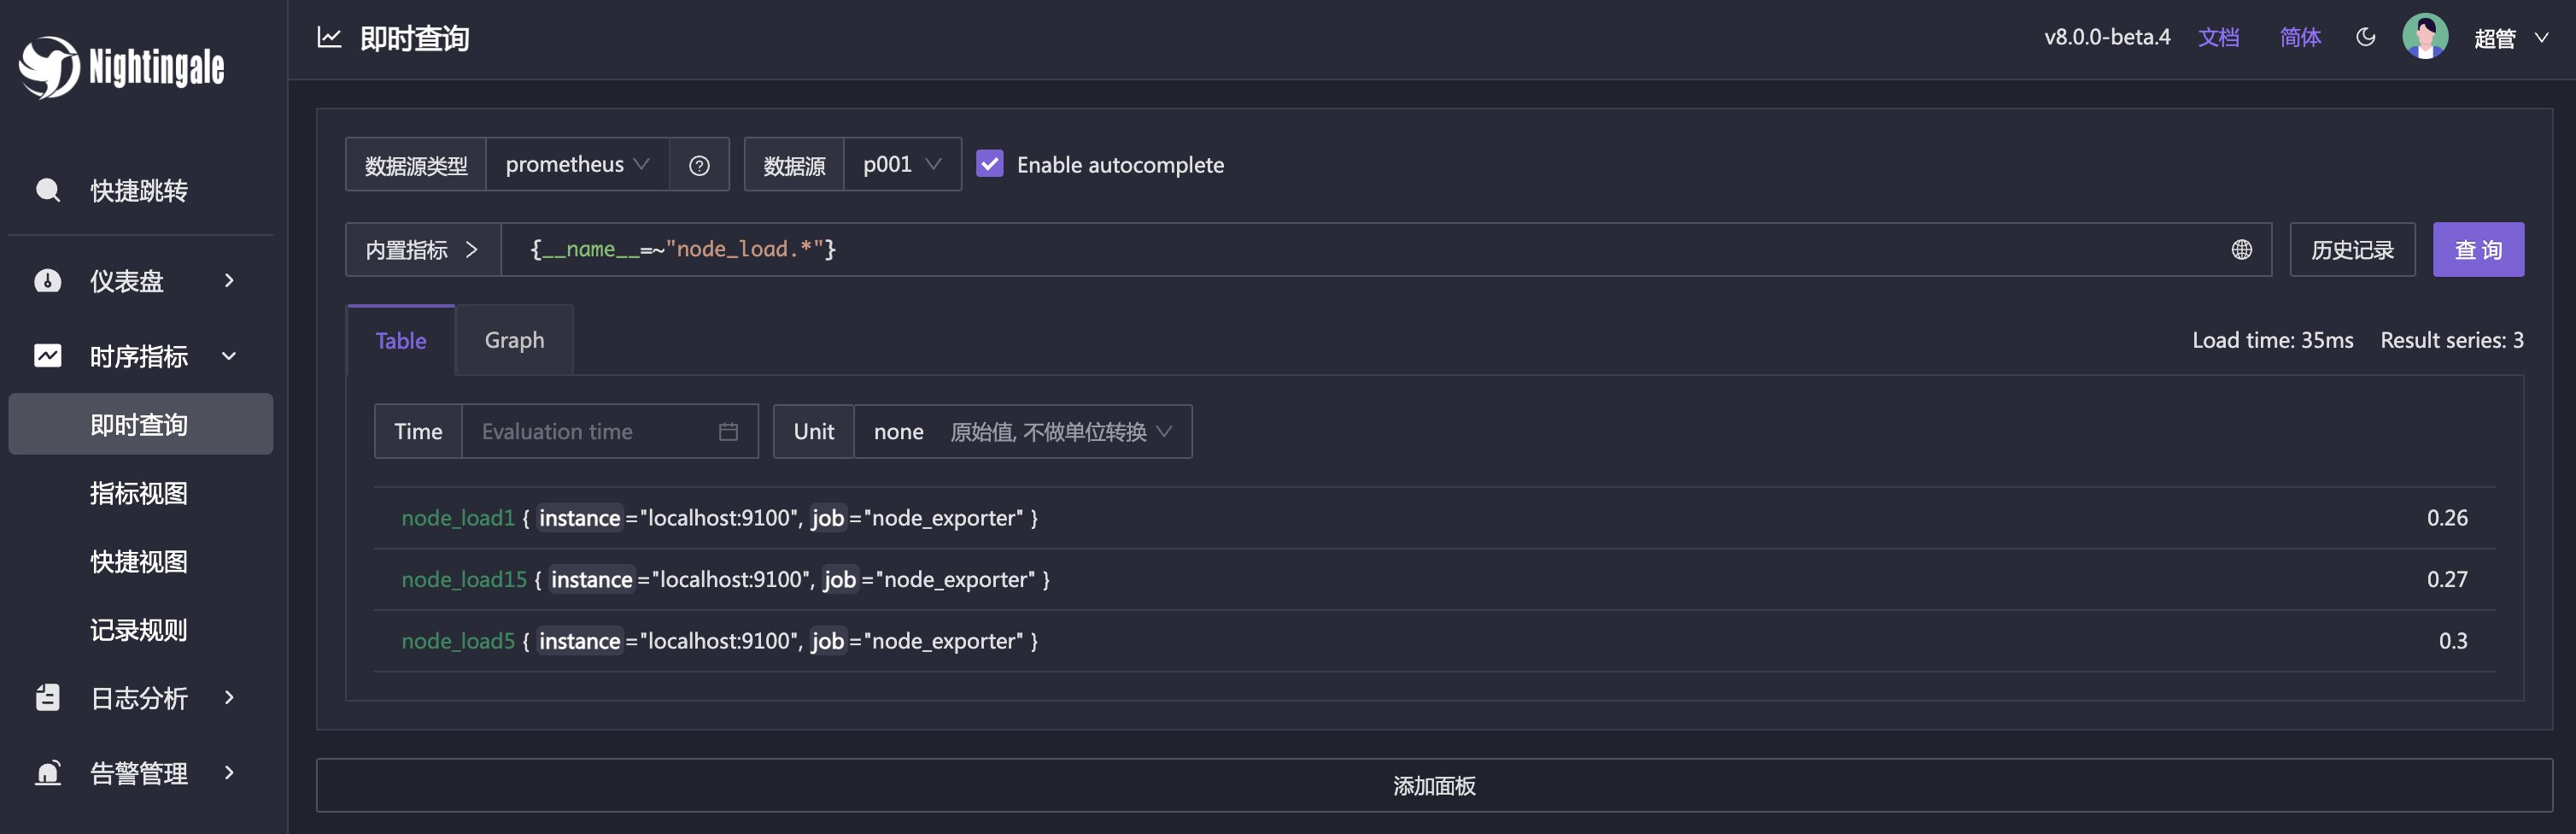 Nightingale
快捷跳转
仪表盘
时序指标
即时查询
指标视图
快捷视图
记录规则
日志分析
告警管理
即时查询
v8.0.0-beta.4 文档 简体 超管
数据源类型 prometheus 数据源 p001 Enable autocomplete
内置指标 {__name__=~"node_load.*"} 历史记录 查 询
Table Graph Load time: 35ms Result series: 3
Time Evaluation time Unit none 原始值, 不做单位转换
node_load1 { instance="localhost:9100", job="node_exporter" } 0.26
node_load15 { instance="localhost:9100", job="node_exporter" } 0.27
node_load5 { instance="localhost:9100", job="node_exporter" } 0.3
添加面板